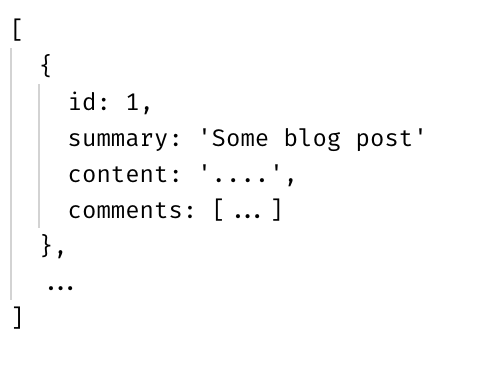 [
{
id: 1,
summary: 'Some blog post'
content: '....',
comments: [ ... ]
},
...
]